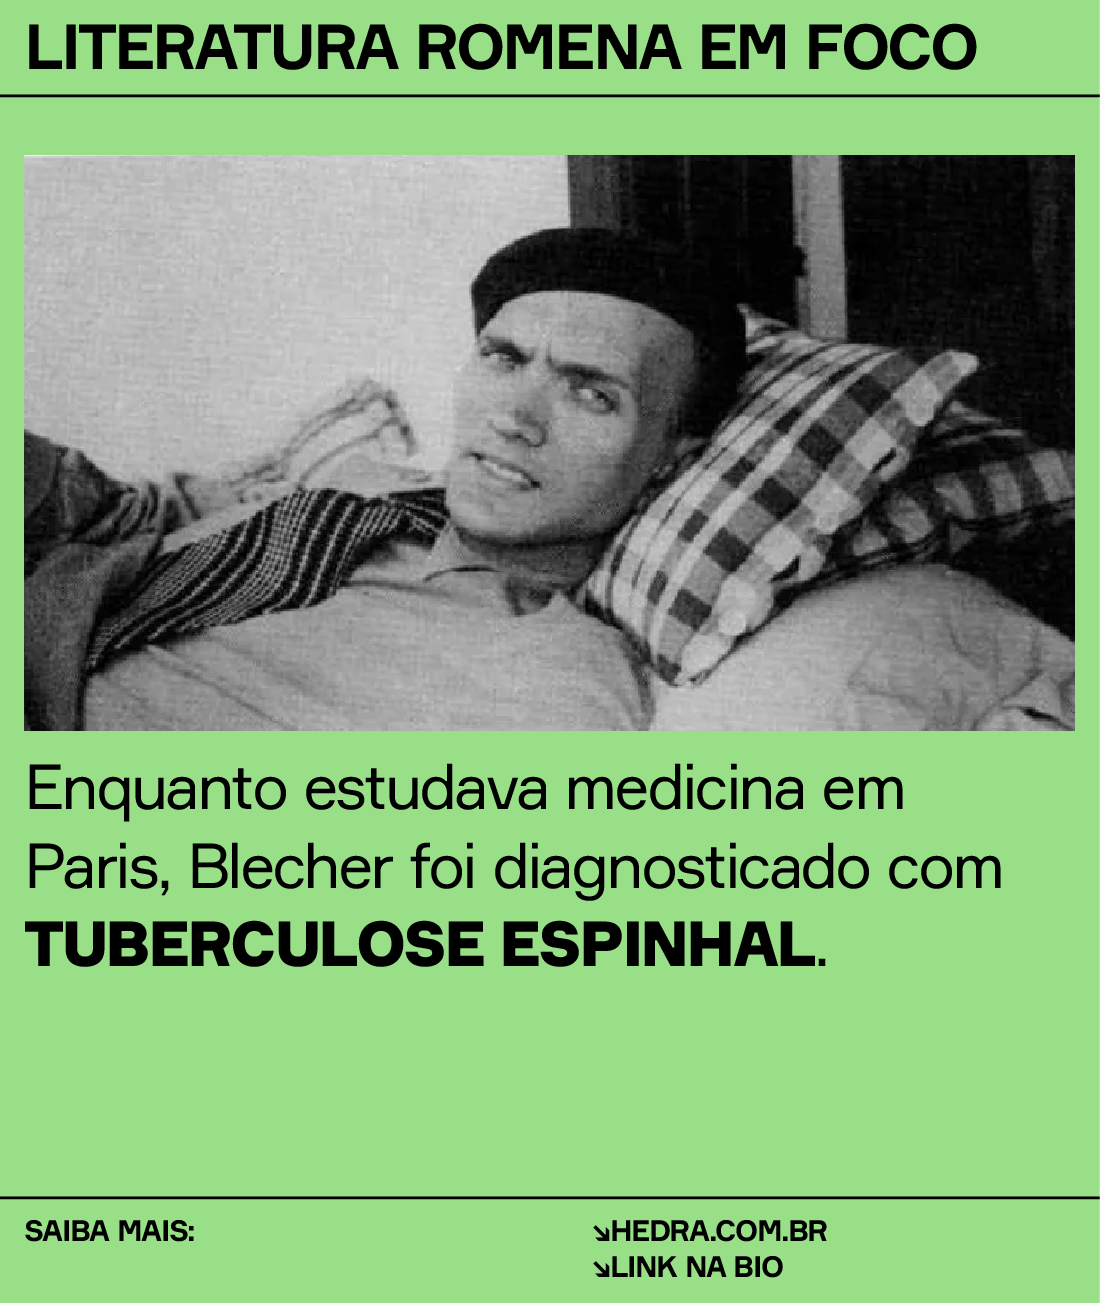 LITERATURA ROMENA EM FOCO
Enquanto estudava medicina em
Paris, Blecher foi diagnosticado com
TUBERCULOSE ESPINHAL.
SAIBA MAIS:
↘HEDRA.COM.BR
↘LINK NA BIO